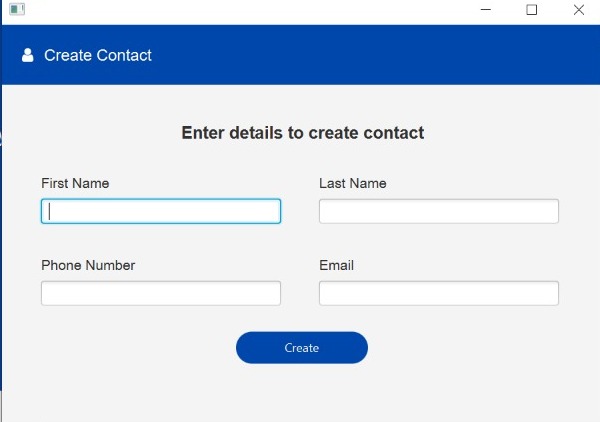 Create Contact
Enter details to create contact
First Name
Last Name
Phone Number
Email
Create